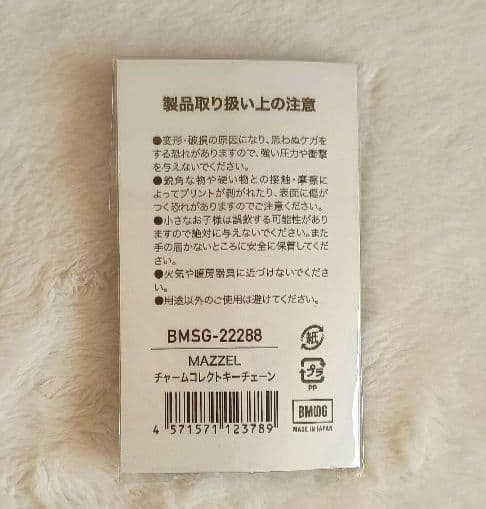 製品取り扱い上の注意
●変形・破損の原因になり、思わぬケガを
する恐れがありますので、強い圧力や衝撃
を与えないでください。
●鋭角な物や硬い物との接触・摩擦に
よってプリントが剥がれたり、表面に傷が
つく恐れがありますのでご注意ください。
●小さなお子様は誤飲する可能性があり
ますので絶対に与えないでください。また
手の届かないところに安全に保管してくだ
さい。
●火気や暖房器具に近づけないでくださ
い。
●用途以外のご使用は避けてください。
BMSG-22288
MAZZEL
チャームコレクトキーチェーン
4 571571 123789
紙
プラ
PP
BMSG
MADE IN JAPAN